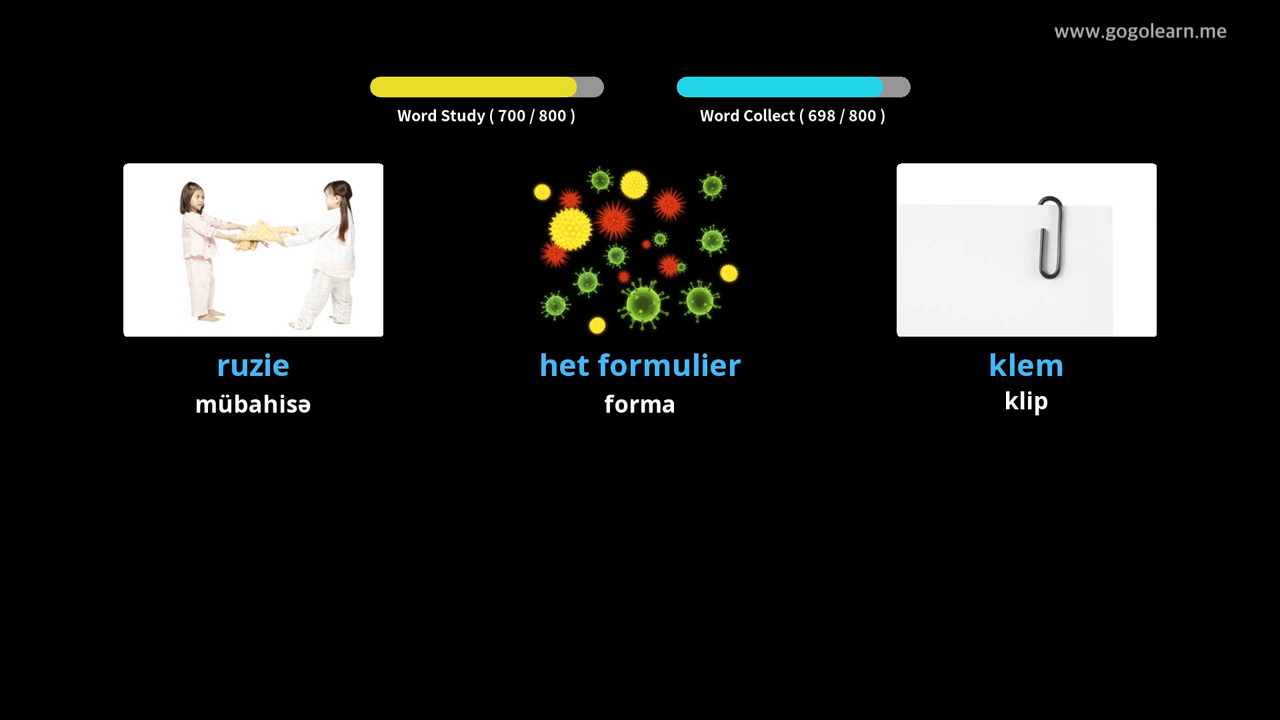 www.gogolearn.me
Word Study ( 700 / 800 )
Word Collect ( 698 / 800 )
ruzie
mübahisə
het formulier
forma
klem
klip